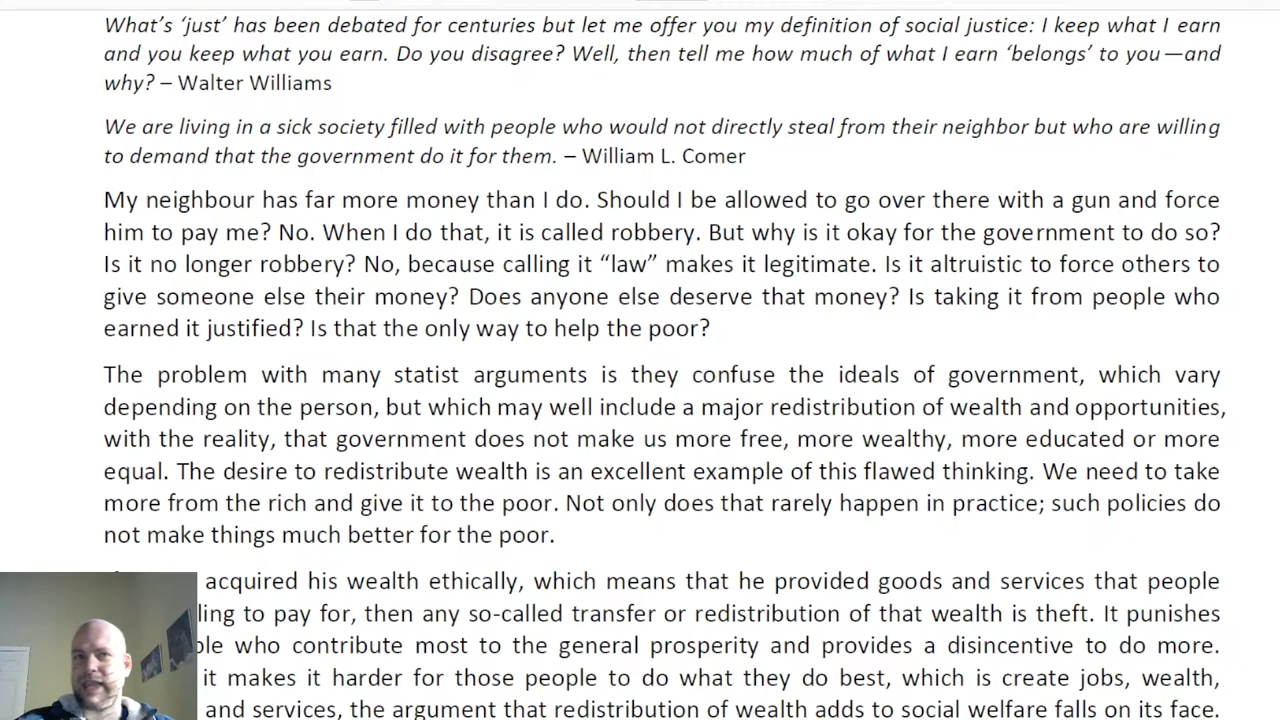 What's 'just' has been debated for centuries but let me offer you my definition of social justice: I keep what I earn
and you keep what you earn. Do you disagree? Well, then tell me how much of what I earn 'belongs' to you—and
why? – Walter Williams
We are living in a sick society filled with people who would not directly steal from their neighbor but who are willing
to demand that the government do it for them. – William L. Comer
My neighbour has far more money than I do. Should I be allowed to go over there with a gun and force
him to pay me? No. When I do that, it is called robbery. But why is it okay for the government to do so?
Is it no longer robbery? No, because calling it “law” makes it legitimate. Is it altruistic to force others to
give someone else their money? Does anyone else deserve that money? Is taking it from people who
earned it justified? Is that the only way to help the poor?
The problem with many statist arguments is they confuse the ideals of government, which vary
depending on the person, but which may well include a major redistribution of wealth and opportunities,
with the reality, that government does not make us more free, more wealthy, more educated or more
equal. The desire to redistribute wealth is an excellent example of this flawed thinking. We need to take
more from the rich and give it to the poor. Not only does that rarely happen in practice; such policies do
not make things much better for the poor.
acquired his wealth ethically, which means that he provided goods and services that people
to pay for, then any so-called transfer or redistribution of that wealth is theft. It punishes
who contribute most to the general prosperity and provides a disincentive to do more.
it makes it harder for those people to do what they do best, which is create jobs, wealth,
and services, the argument that redistribution of wealth adds to social welfare falls on its face.